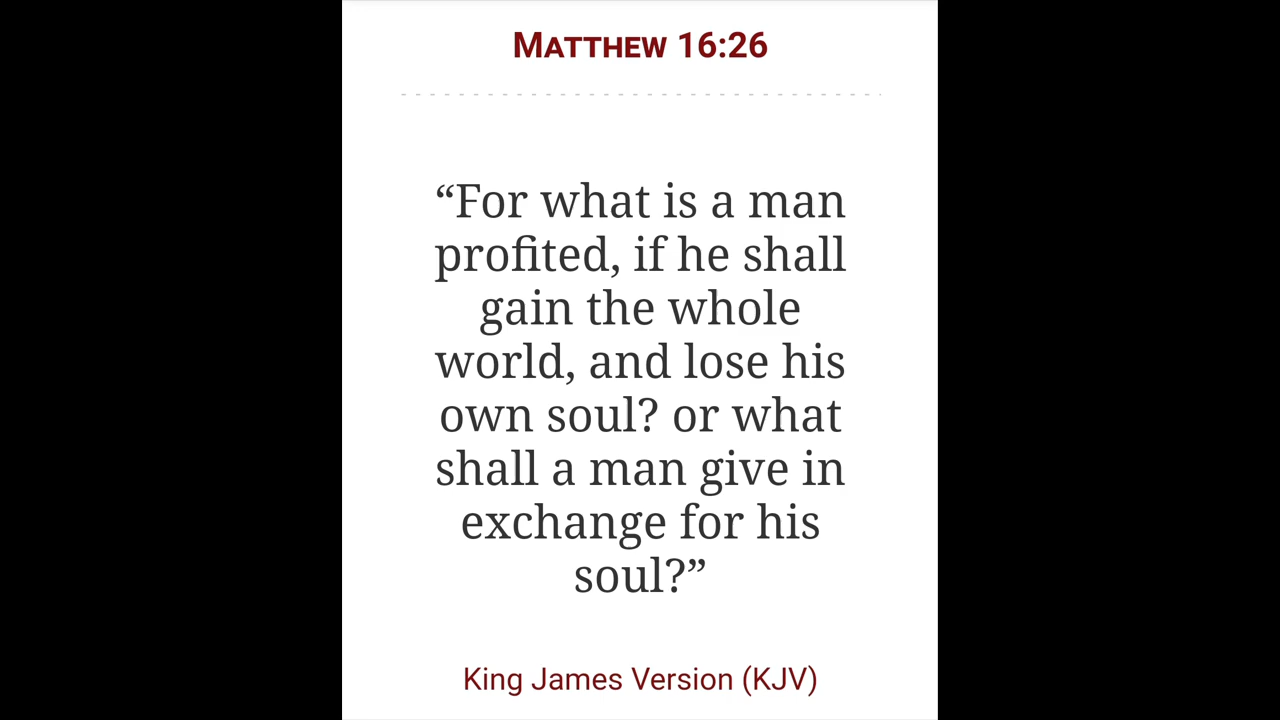 Matthew 16:26
“For what is a man
profited, if he shall
gain the whole
world, and lose his
own soul? or what
shall a man give in
exchange for his
soul?”
King James Version (KJV)